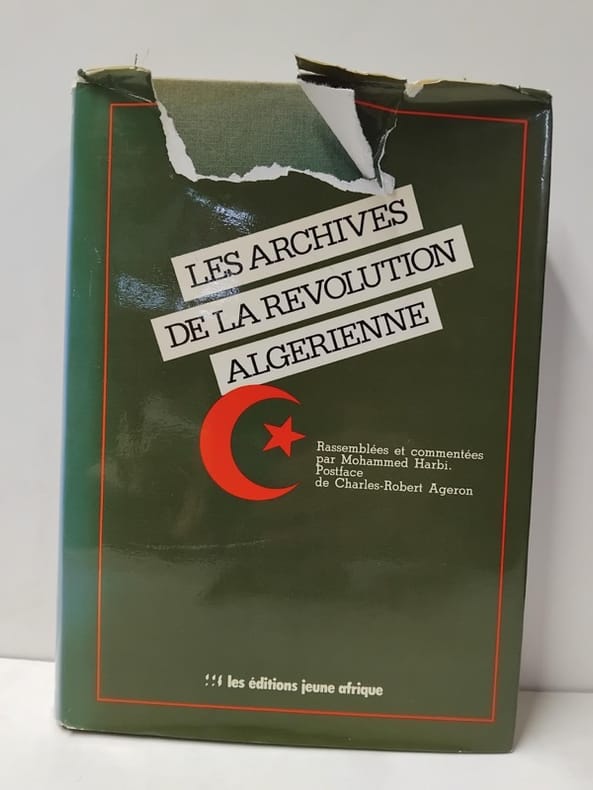 LES ARCHIVES
DE LA REVOLUTION
ALGERIENNE
Rassemblées et commentées
par Mohammed Harbi.
Postface
de Charles-Robert Ageron
les éditions jeune afrique